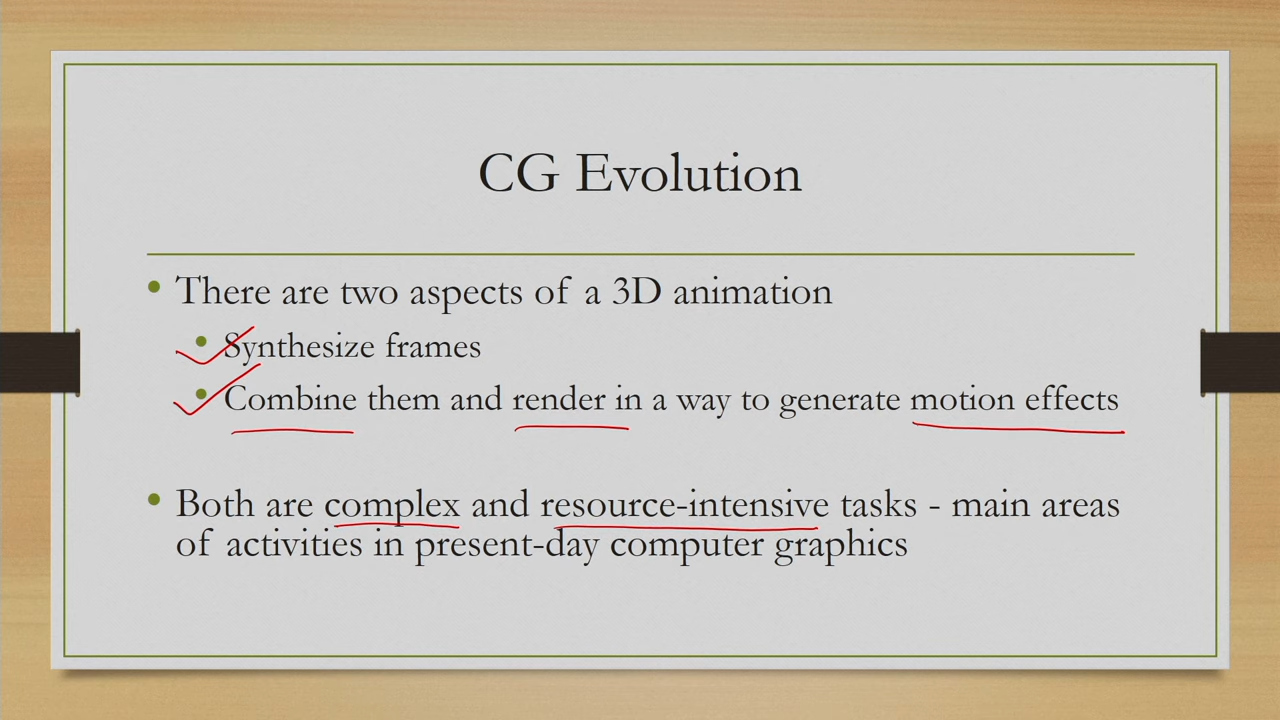 CG Evolution
• There are two aspects of a 3D animation
• Synthesize frames
• Combine them and render in a way to generate motion effects
• Both are complex and resource-intensive tasks - main areas
of activities in present-day computer graphics